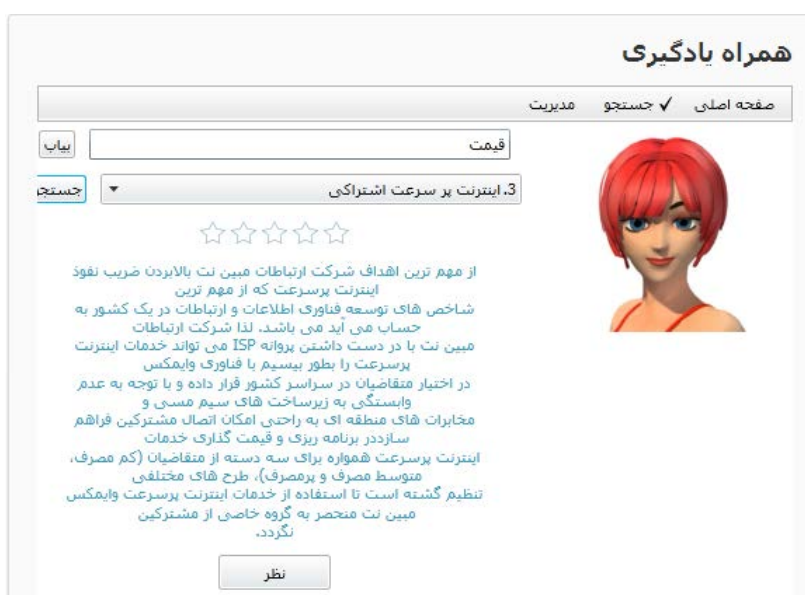 همراه یادگیری
صفحه اصلی ✓ جستجو مدیریت
قیمت بیاب
3. اینترنت پر سرعت اشتراکی جستجو
از مهم ترین اهداف شرکت ارتباطات مبین نت بالابردن ضریب نفوذ
اینترنت پرسرعت که از مهم ترین
شاخص های توسعه فناوری اطلاعات و ارتباطات در یک کشور به
حساب می آید می باشد. لذا شرکت ارتباطات
مبین نت با در دست داشتن پروانه ISP می تواند خدمات اینترنت
پرسرعت را بطور بیسیم با فناوری وایمکس
در اختیار متقاضیان در سراسر کشور قرار داده و با توجه به عدم
وابستگی به زیرساخت های سیم مسی و
مخابرات های منطقه ای به راحتی امکان اتصال مشترکین فراهم
سازددر برنامه ریزی و قیمت گذاری خدمات
اینترنت پرسرعت همواره برای سه دسته از متقاضیان (کم مصرف،
متوسط مصرف و پرمصرف)، طرح های مختلفی
تنظیم گشته است تا استفاده از خدمات اینترنت پرسرعت وایمکس
مبین نت منحصر به گروه خاصی از مشترکین
نگردد.
نظر